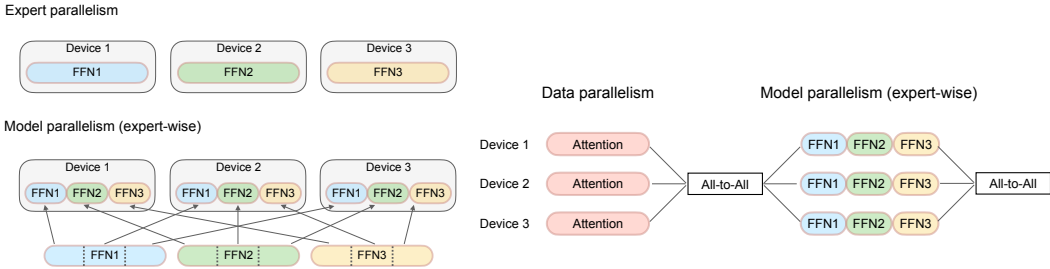 Expert parallelism
Device 1 Device 2 Device 3
FFN1 FFN2 FFN3
Model parallelism (expert-wise)
Device 1 Device 2 Device 3
FFN1 FFN2 FFN3 FFN1 FFN2 FFN3 FFN1 FFN2 FFN3
FFN1 FFN2 FFN3
Data parallelism Model parallelism (expert-wise)
Device 1 Attention FFN1 FFN2 FFN3
Device 2 Attention All-to-All FFN1 FFN2 FFN3 All-to-All
Device 3 Attention FFN1 FFN2 FFN3